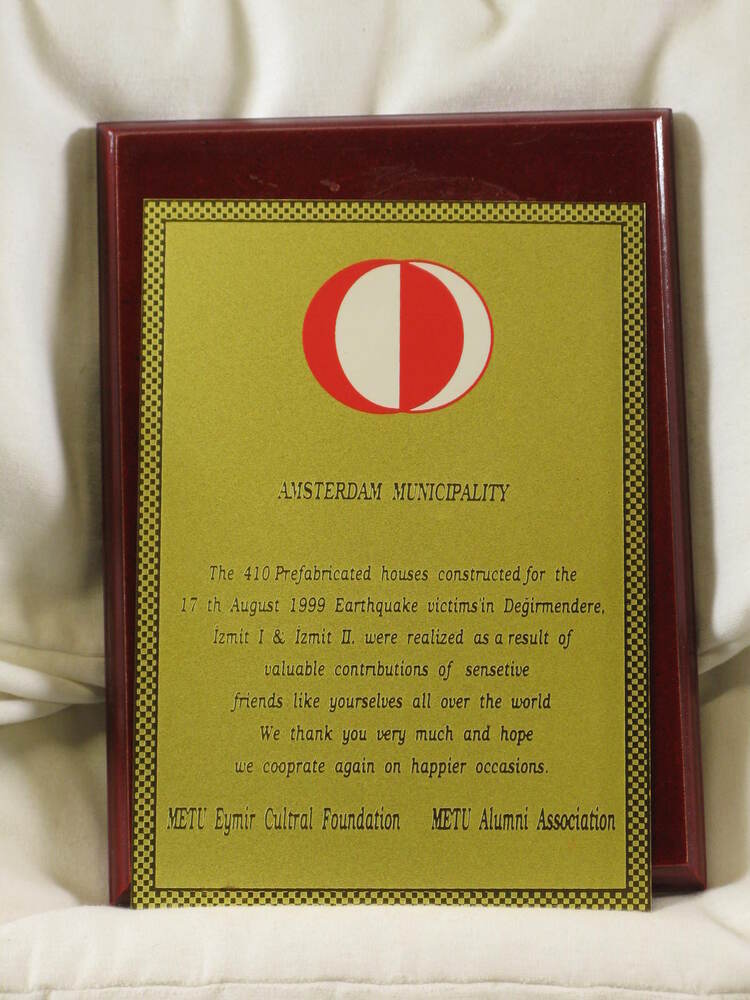 AMSTERDAM MUNICIPALITY
The 410 Prefabricated houses constructed for the
17 th August 1999 Earthquake victims'in Değirmendere,
İzmit I & İzmit II. were realized as a result of
valuable contributions of sensetive
friends like yourselves all over the world
We thank you very much and hope
we cooprate again on happier occasions.
METU Eymir Cultral Foundation METU Alumni Association